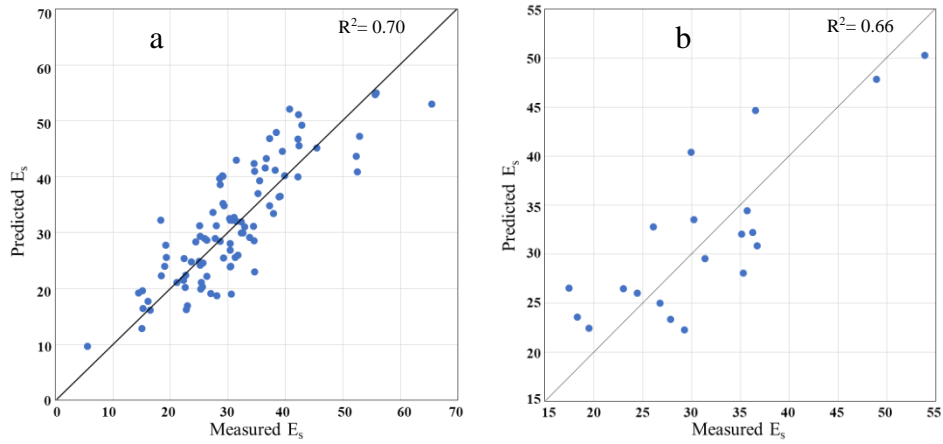 a
R²= 0.70
70
60
50
40
30
20
10
0
0 10 20 30 40 50 60 70
Predicted Eₛ
Measured Eₛ
b
R²= 0.66
55
50
45
40
35
30
25
20
15
15 20 25 30 35 40 45 50 55
Predicted Eₛ
Measured Eₛ